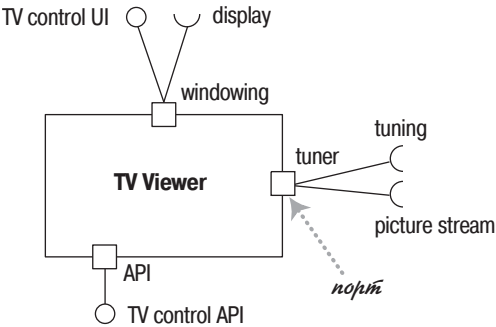 TV control UI
display
windowing
tuning
tuner
TV Viewer
picture stream
API
порт
TV control API